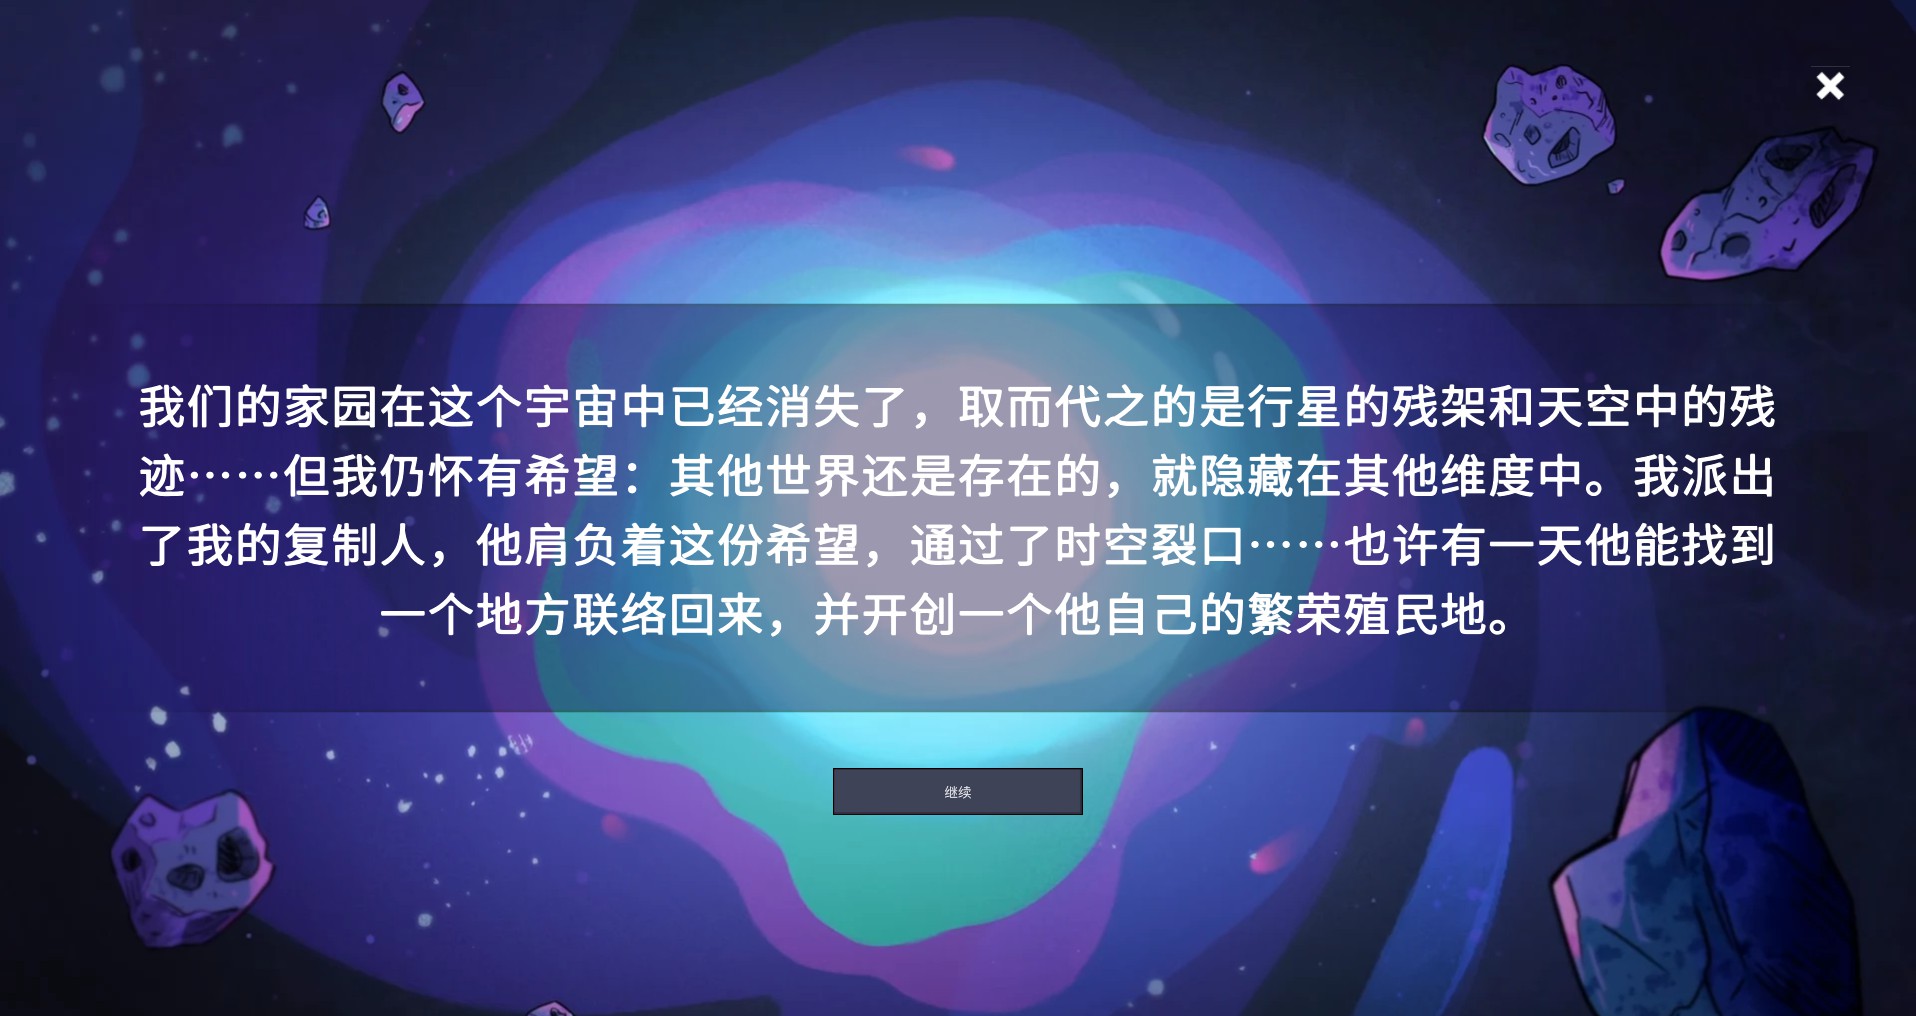 我们的家园在这个宇宙中已经消失了，取而代之的是行星的残架和天空中的残
迹……但我仍怀有希望：其他世界还是存在的，就隐藏在其他维度中。我派出
了我的复制人，他肩负着这份希望，通过了时空裂口……也许有一天他能找到
一个地方联络回来，并开创一个他自己的繁荣殖民地。
继续